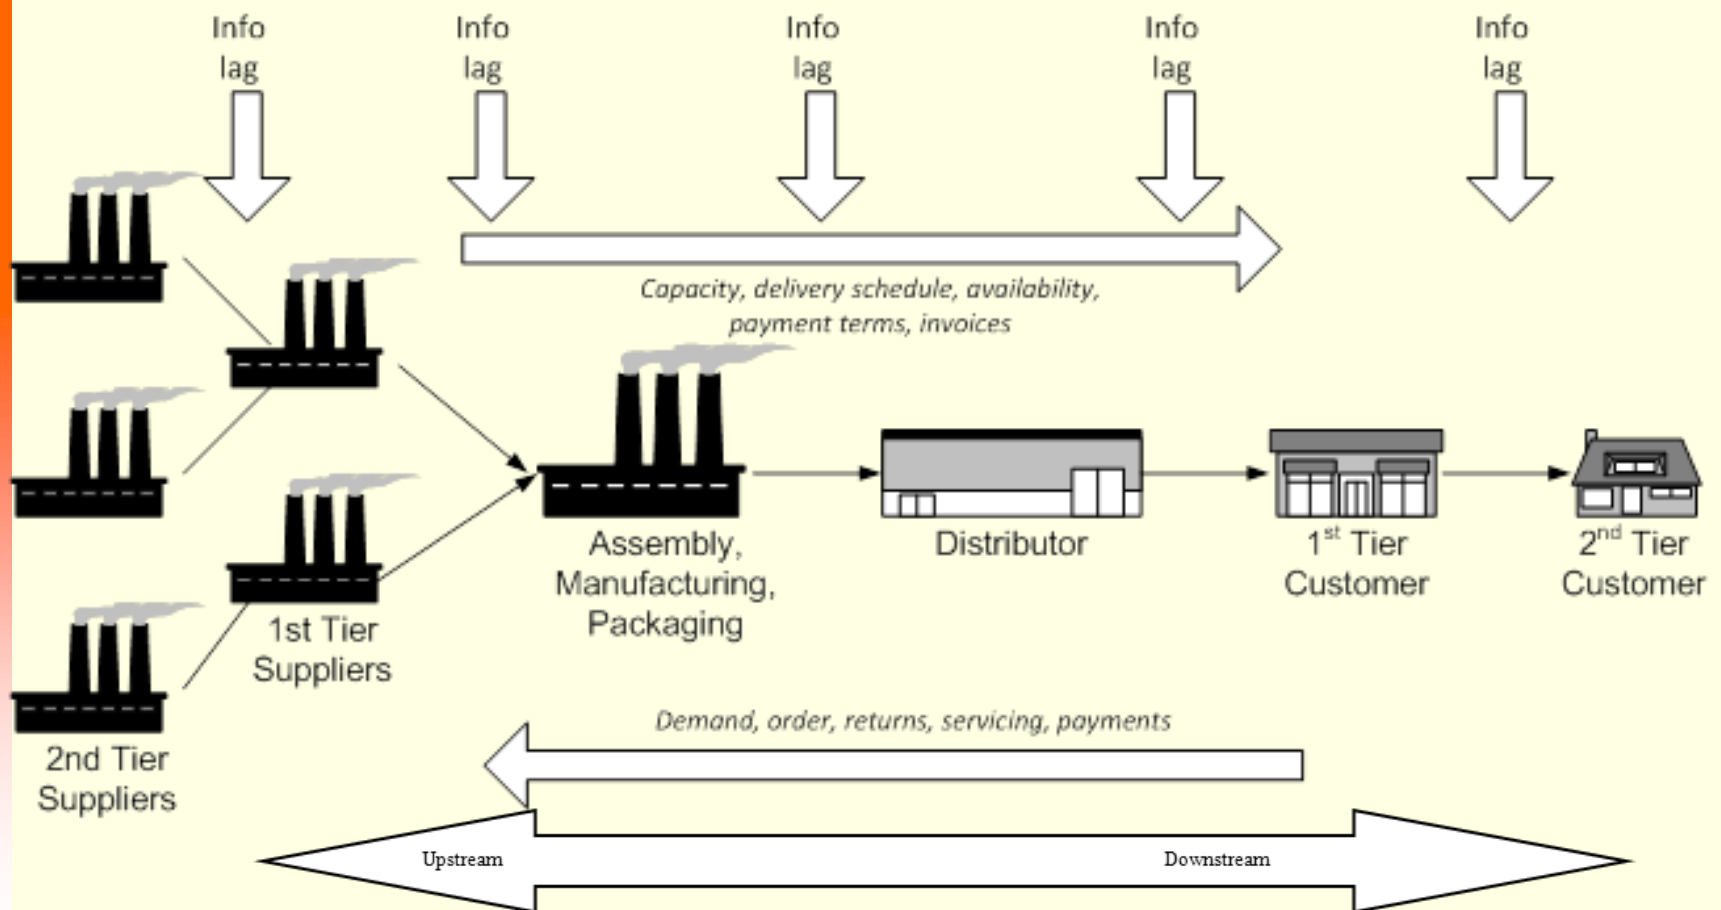 Info
lag
Info
lag
Info
lag
Info
lag
Info
lag
Capacity, delivery schedule, availability,
payment terms, invoices
Assembly,
Manufacturing,
Packaging
Distributor
1st Tier
Customer
2nd Tier
Customer
1st Tier
Suppliers
2nd Tier
Suppliers
Demand, order, returns, servicing, payments
Upstream
Downstream